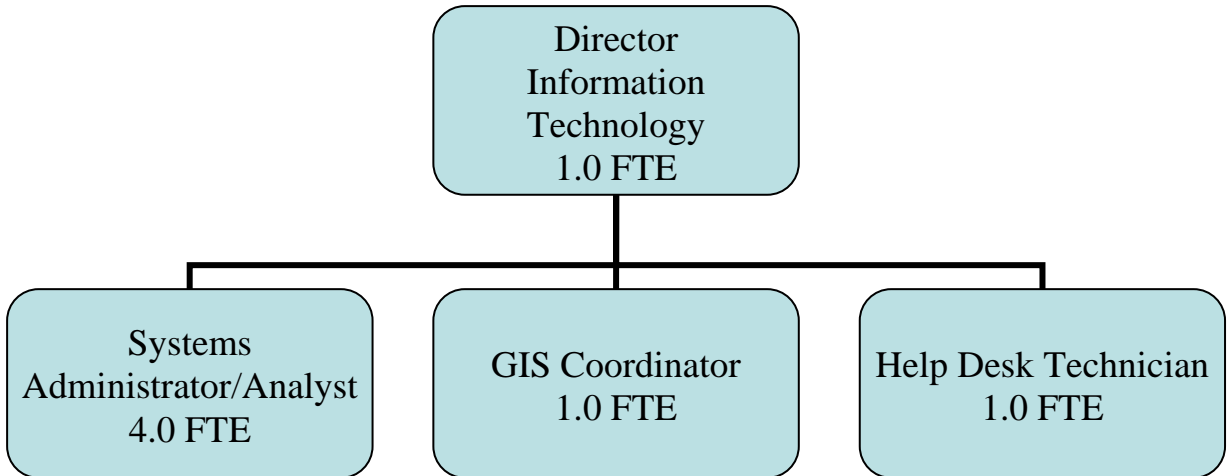 Director
Information
Technology
1.0 FTE
Systems
Administrator/Analyst
4.0 FTE
GIS Coordinator
1.0 FTE
Help Desk Technician
1.0 FTE